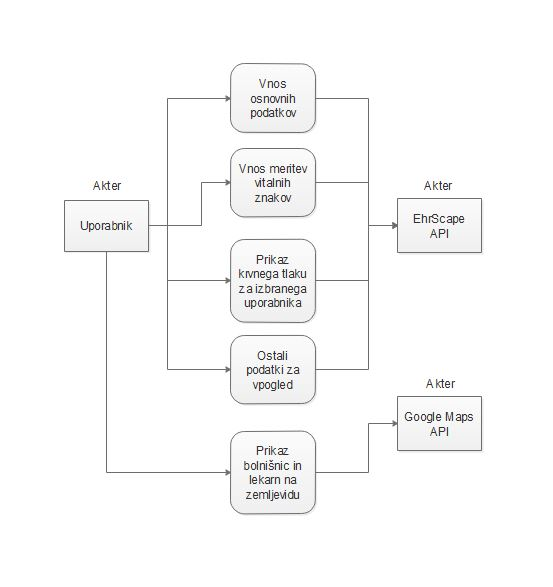 Vnos
osnovnih
podatkov
Vnos meritev
vitalnih
znakov
Akter
Uporabnik
Akter
EhrScape
API
Prikaz
krvnega tlaku
za izbranega
uporabnika
Ostali
podatki za
vpogled
Akter
Google Maps
API
Prikaz
bolnišnic in
lekarn na
zemljevidu